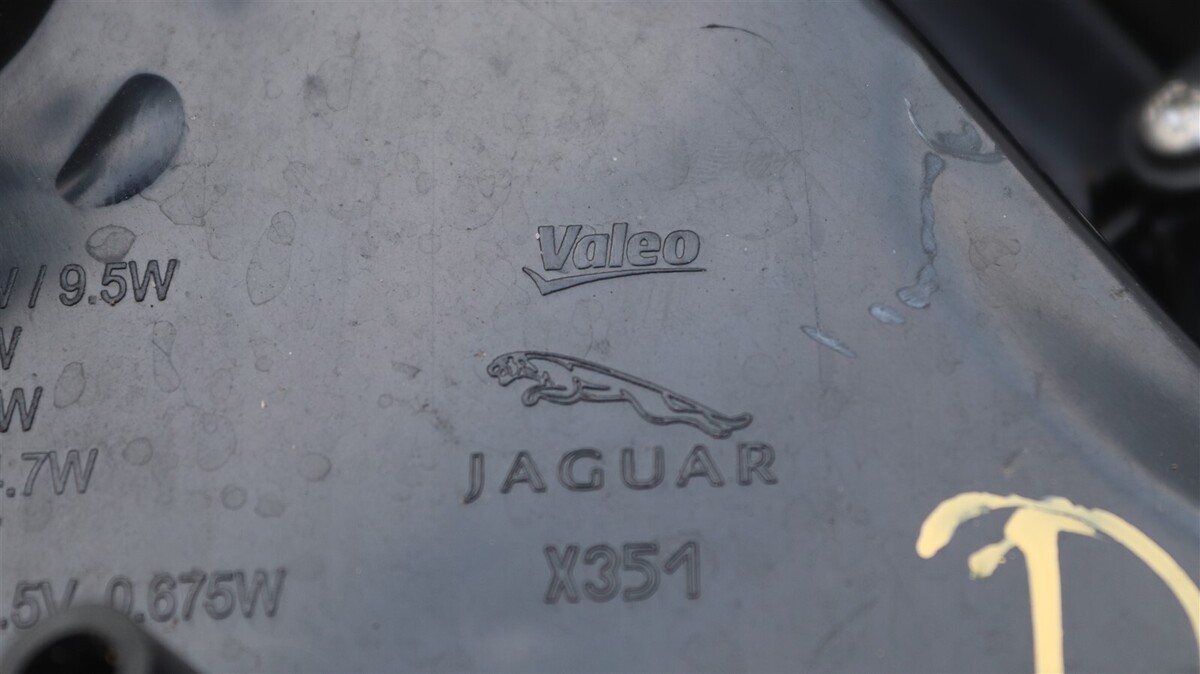 Valeo
/ 9.5W
W
W
.7W
JAGUAR
X351
.5V 0.675W